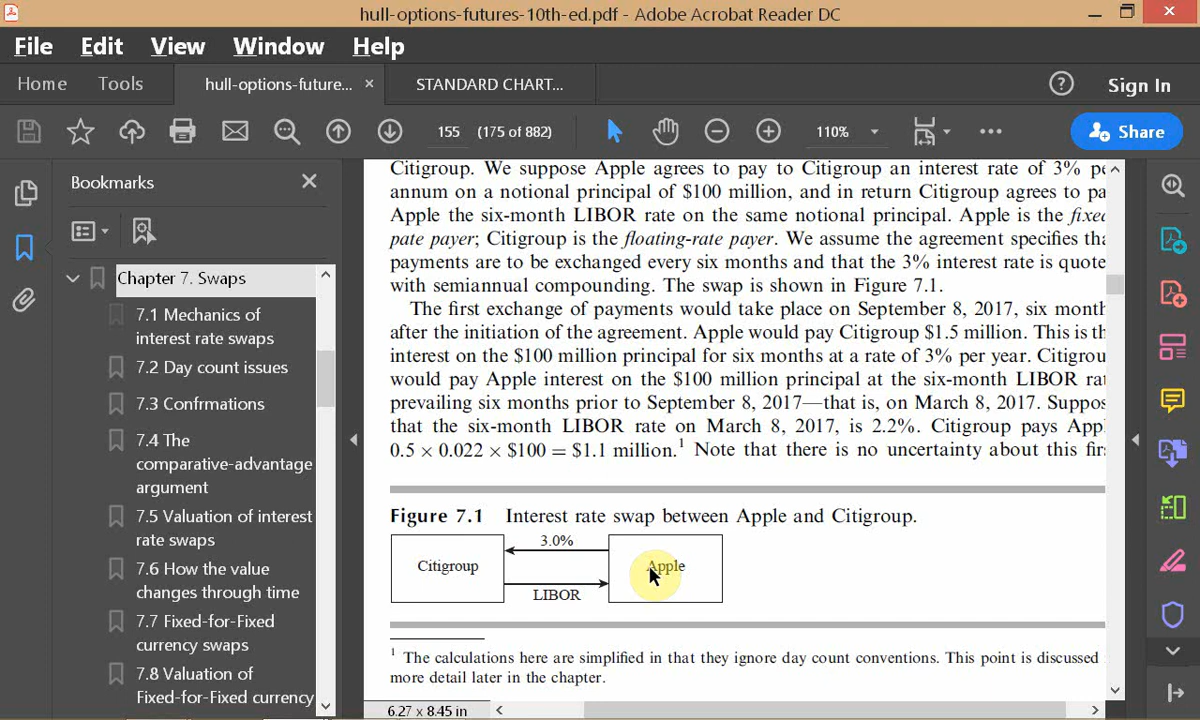 hull-options-futures-10th-ed.pdf - Adobe Acrobat Reader DC
File Edit View Window Help
Home Tools hull-options-future... × STANDARD CHART... Sign In
155 (175 of 882) 110% Share
Bookmarks
Chapter 7. Swaps
7.1 Mechanics of
interest rate swaps
7.2 Day count issues
7.3 Confrmations
7.4 The
comparative-advantage
argument
7.5 Valuation of interest
rate swaps
7.6 How the value
changes through time
7.7 Fixed-for-Fixed
currency swaps
7.8 Valuation of
Fixed-for-Fixed currency
Citigroup. We suppose Apple agrees to pay to Citigroup an interest rate of 3% pe
annum on a notional principal of $100 million, and in return Citigroup agrees to pa
Apple the six-month LIBOR rate on the same notional principal. Apple is the fixed
pate payer; Citigroup is the floating-rate payer. We assume the agreement specifies tha
payments are to be exchanged every six months and that the 3% interest rate is quote
with semiannual compounding. The swap is shown in Figure 7.1.
The first exchange of payments would take place on September 8, 2017, six month
after the initiation of the agreement. Apple would pay Citigroup $1.5 million. This is th
interest on the $100 million principal for six months at a rate of 3% per year. Citigrou
would pay Apple interest on the $100 million principal at the six-month LIBOR rat
prevailing six months prior to September 8, 2017—that is, on March 8, 2017. Suppos
that the six-month LIBOR rate on March 8, 2017, is 2.2%. Citigroup pays Appl
0.5 × 0.022 × $100 = $1.1 million.¹ Note that there is no uncertainty about this firs
Figure 7.1 Interest rate swap between Apple and Citigroup.
3.0%
Citigroup Apple
LIBOR
¹ The calculations here are simplified in that they ignore day count conventions. This point is discussed
more detail later in the chapter.
6.27 x 8.45 in